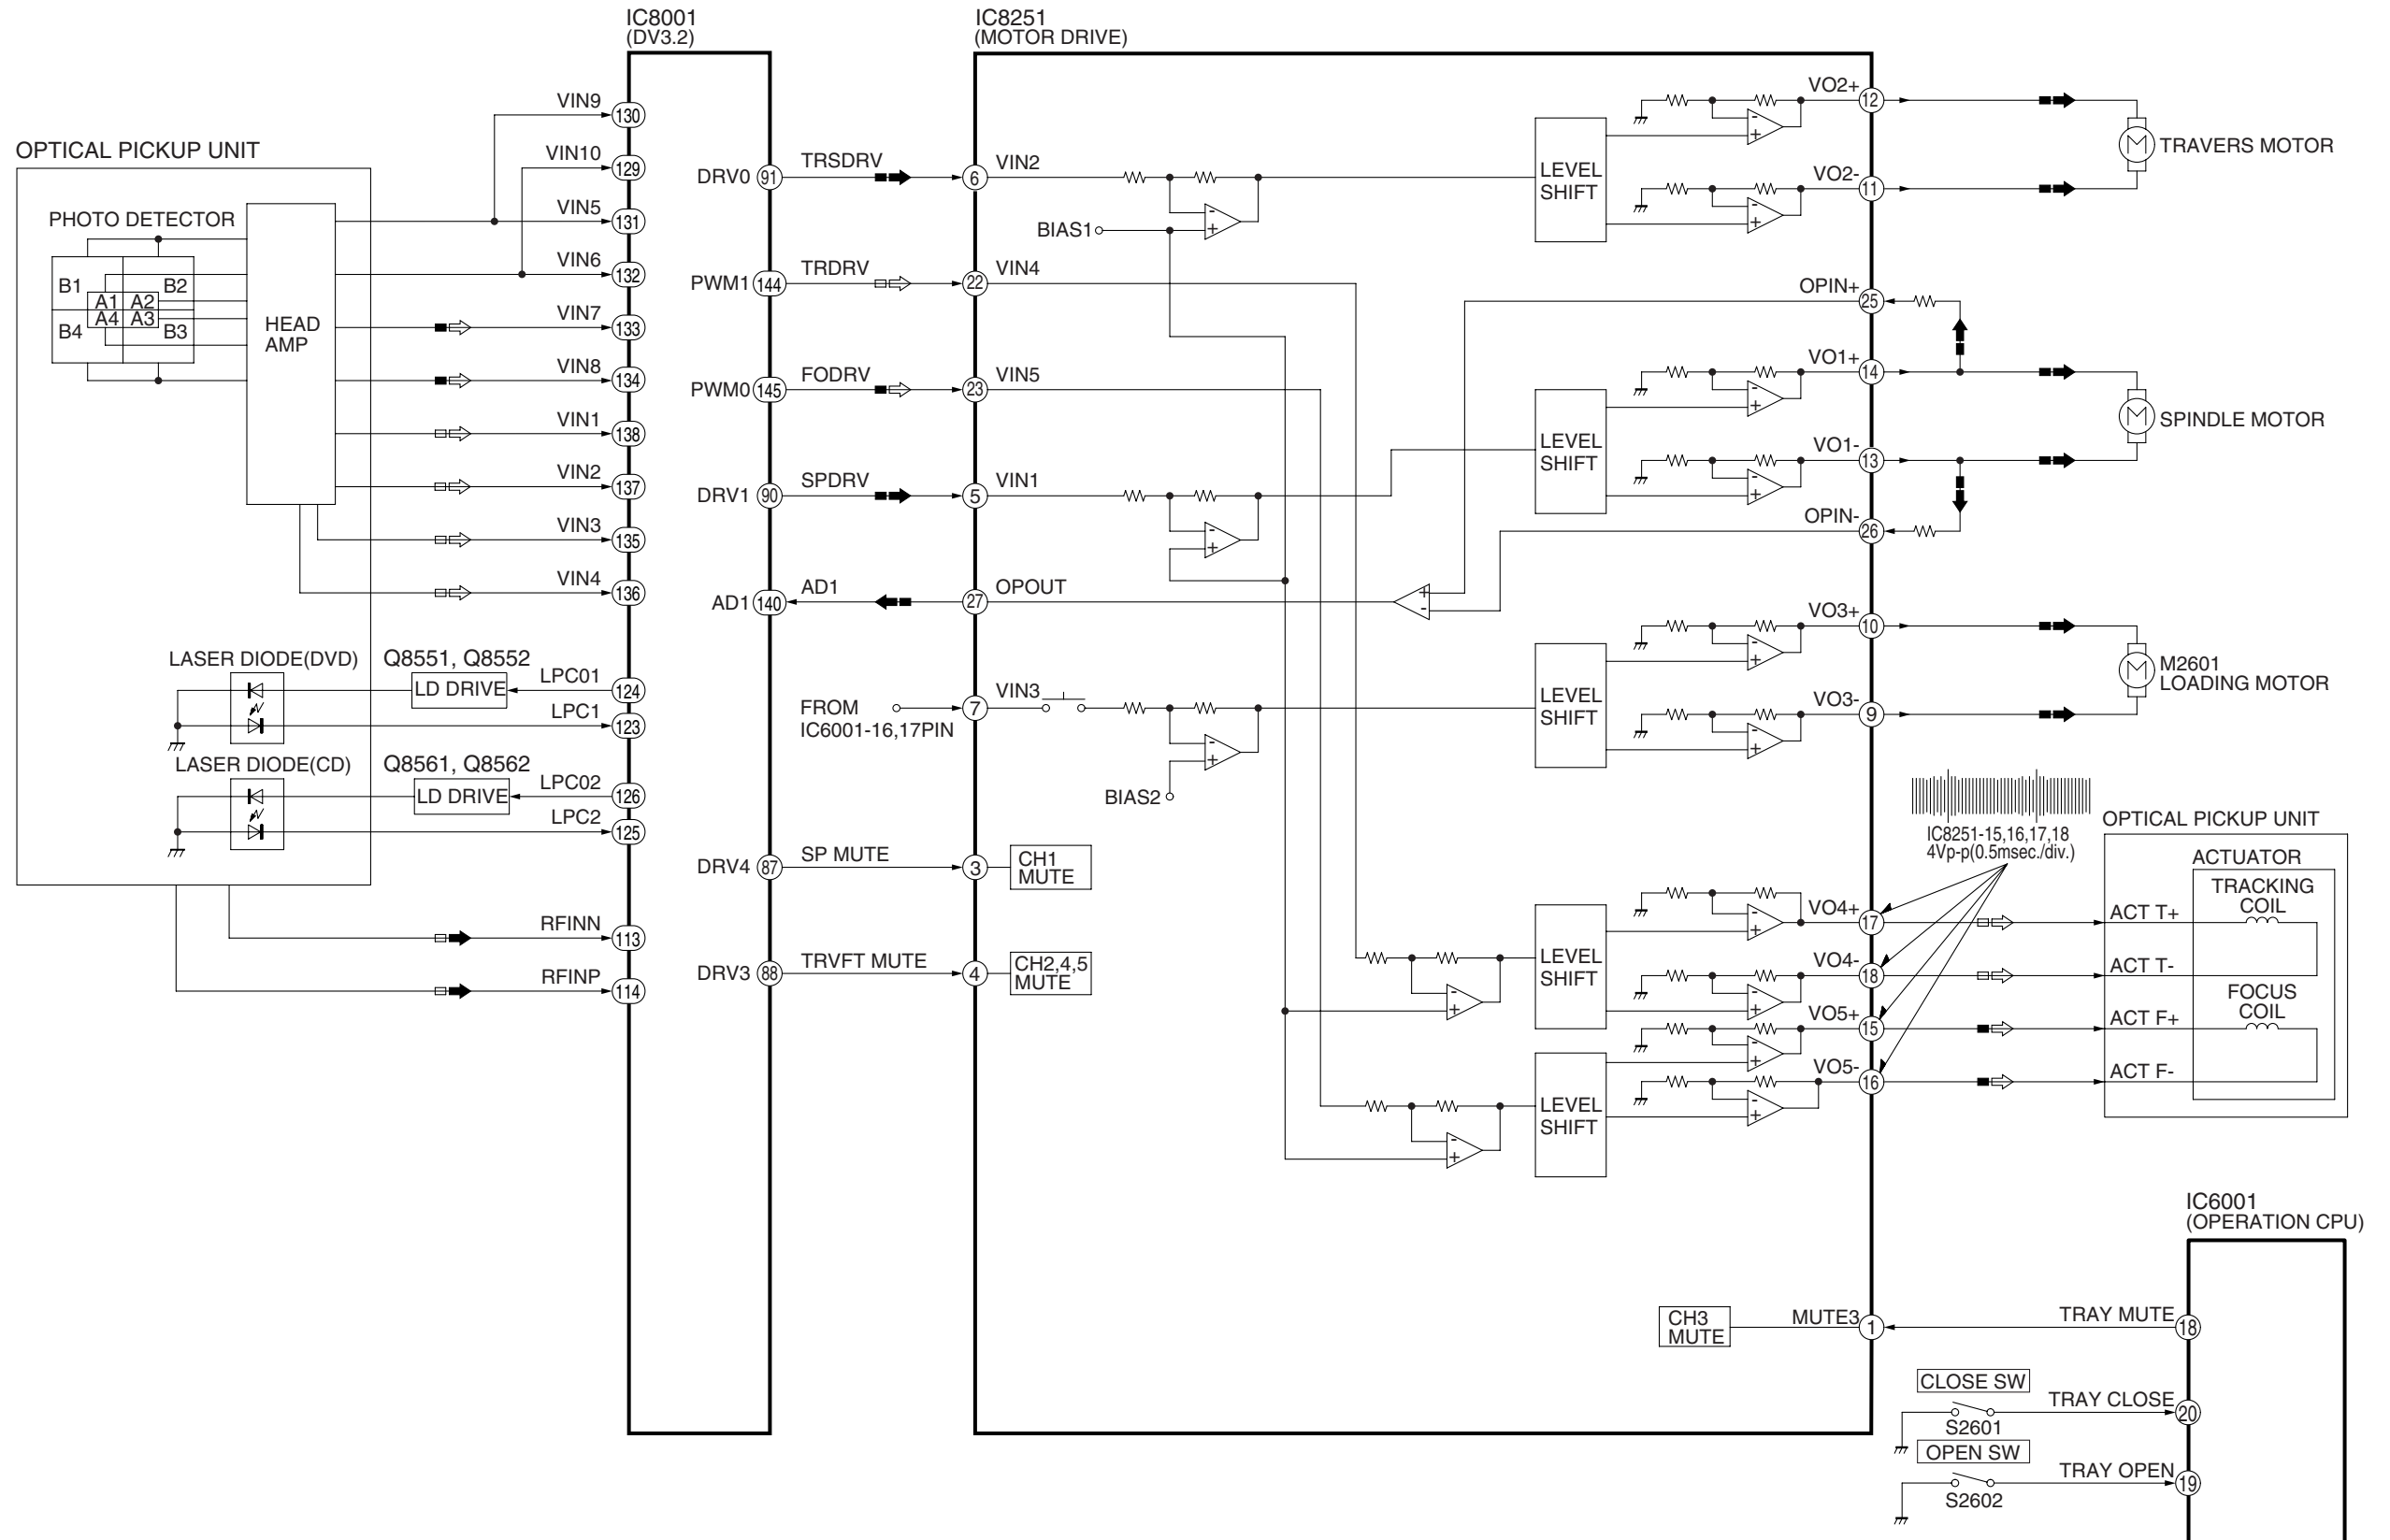 IC8001
(DV3.2)
IC8251
(MOTOR DRIVE)
OPTICAL PICKUP UNIT
PHOTO DETECTOR
B1
B2
A1
A2
A4
A3
B4
B3
HEAD
AMP
VIN9
130
VIN10
129
VIN5
131
VIN6
132
VIN7
133
VIN8
134
VIN1
138
VIN2
137
VIN3
135
VIN4
136
LASER DIODE(DVD)
Q8551, Q8552
LD DRIVE
LPC01
124
LPC1
123
LASER DIODE(CD)
Q8561, Q8562
LD DRIVE
LPC02
126
LPC2
125
RFINN
113
RFINP
114
DRV0
91
TRSDRV
6
VIN2
BIAS1
PWM1
144
TRDRV
22
VIN4
PWM0
145
FODRV
23
VIN5
DRV1
90
SPDRV
5
VIN1
AD1
140
AD1
27
OPOUT
FROM
IC6001-16,17PIN
7
VIN3
BIAS2
DRV4
87
SP MUTE
3
CH1
MUTE
DRV3
88
TRVFT MUTE
4
CH2,4,5
MUTE
LEVEL
SHIFT
VO2+
12
VO2-
11
TRAVERS MOTOR
OPIN+
25
LEVEL
SHIFT
VO1+
14
VO1-
13
SPINDLE MOTOR
OPIN-
26
LEVEL
SHIFT
VO3+
10
VO3-
9
M2601
LOADING MOTOR
IC8251-15,16,17,18
4Vp-p(0.5msec./div.)
LEVEL
SHIFT
VO4+
17
VO4-
18
VO5+
15
VO5-
16
LEVEL
SHIFT
OPTICAL PICKUP UNIT
ACTUATOR
TRACKING
COIL
ACT T+
ACT T-
FOCUS
COIL
ACT F+
ACT F-
IC6001
(OPERATION CPU)
CH3
MUTE
MUTE3
1
TRAY MUTE
18
CLOSE SW
TRAY CLOSE
20
S2601
OPEN SW
TRAY OPEN
19
S2602
M
M
M
+
-